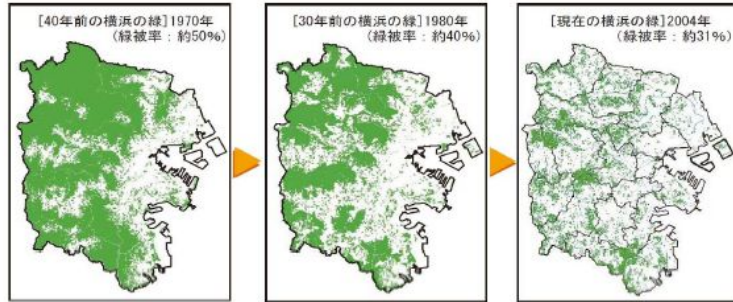 [40年前の横浜の緑]1970年
(緑被率：約50%)
[30年前の横浜の緑]1980年
(緑被率：約40%)
[現在の横浜の緑]2004年
(緑被率：約31%)